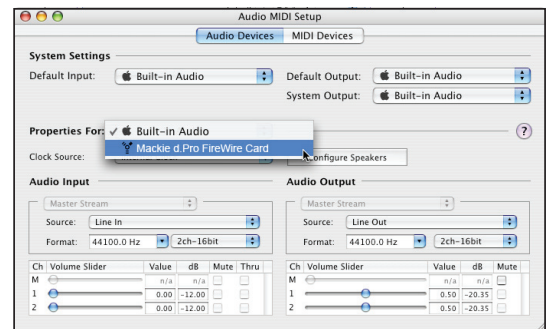 Audio MIDI Setup
Audio Devices MIDI Devices
System Settings
Default Input: Built-in Audio
Default Output: Built-in Audio
System Output: Built-in Audio
Properties For: ✓ Built-in Audio
Mackie d.Pro FireWire Card
?
Clock Source:
Configure Speakers
Audio Input
Master Stream
Source: Line In
Format: 44100.0 Hz 2ch-16bit
Ch Volume Slider Value dB Mute Thru
M n/a n/a
1 0.00 -12.00
2 0.00 -12.00
Audio Output
Master Stream
Source: Line Out
Format: 44100.0 Hz 2ch-16bit
Ch Volume Slider Value dB Mute
M n/a n/a
1 0.50 -20.35
2 0.50 -20.35